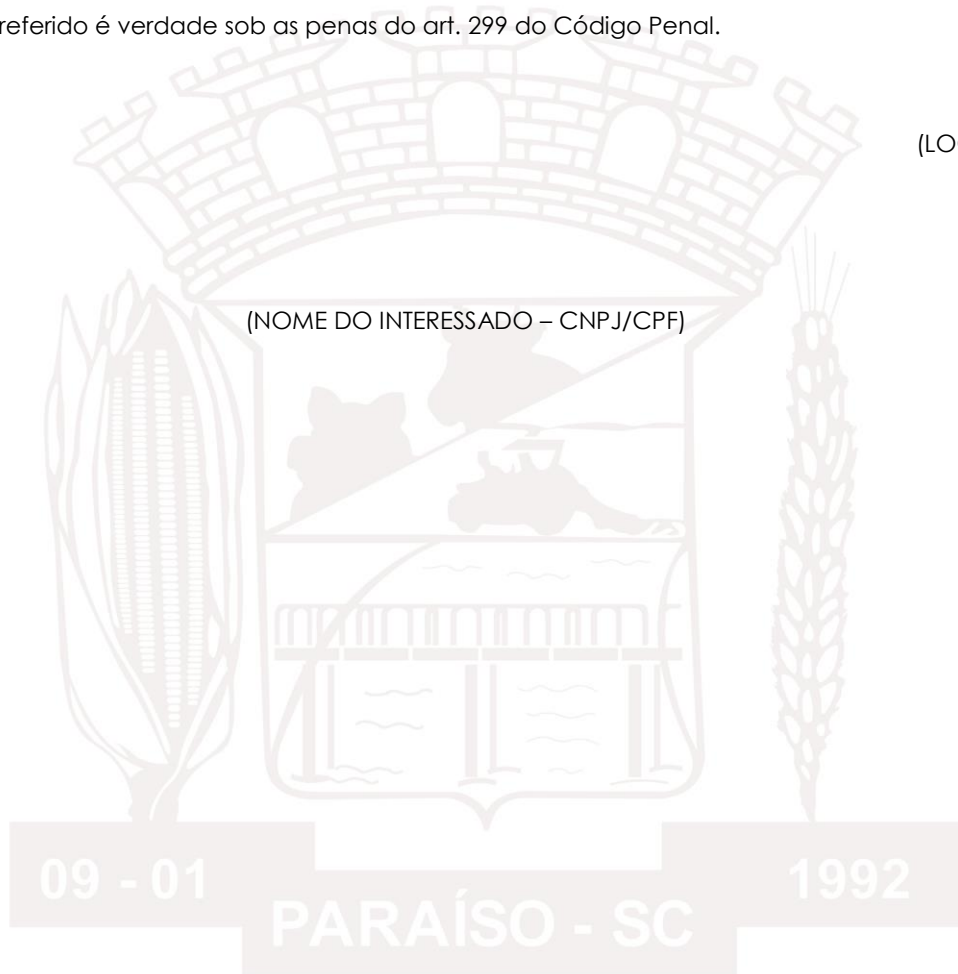 referido é verdade sob as penas do art. 299 do Código Penal.
(NOME DO INTERESSADO – CNPJ/CPF)
09 - 01
1992
PARAÍSO - SC